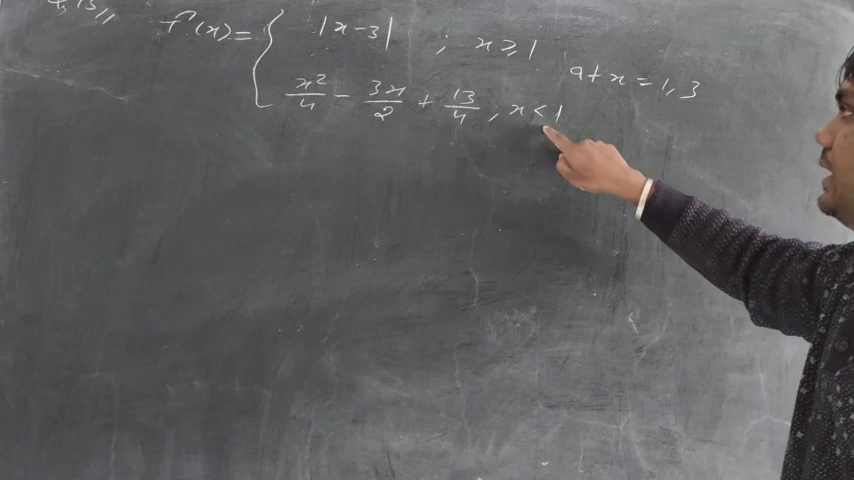 f(x) = { |x-3| ; x ≥ 1
x²/4 - 3x/2 + 13/4 , x < 1
at x = 1, 3